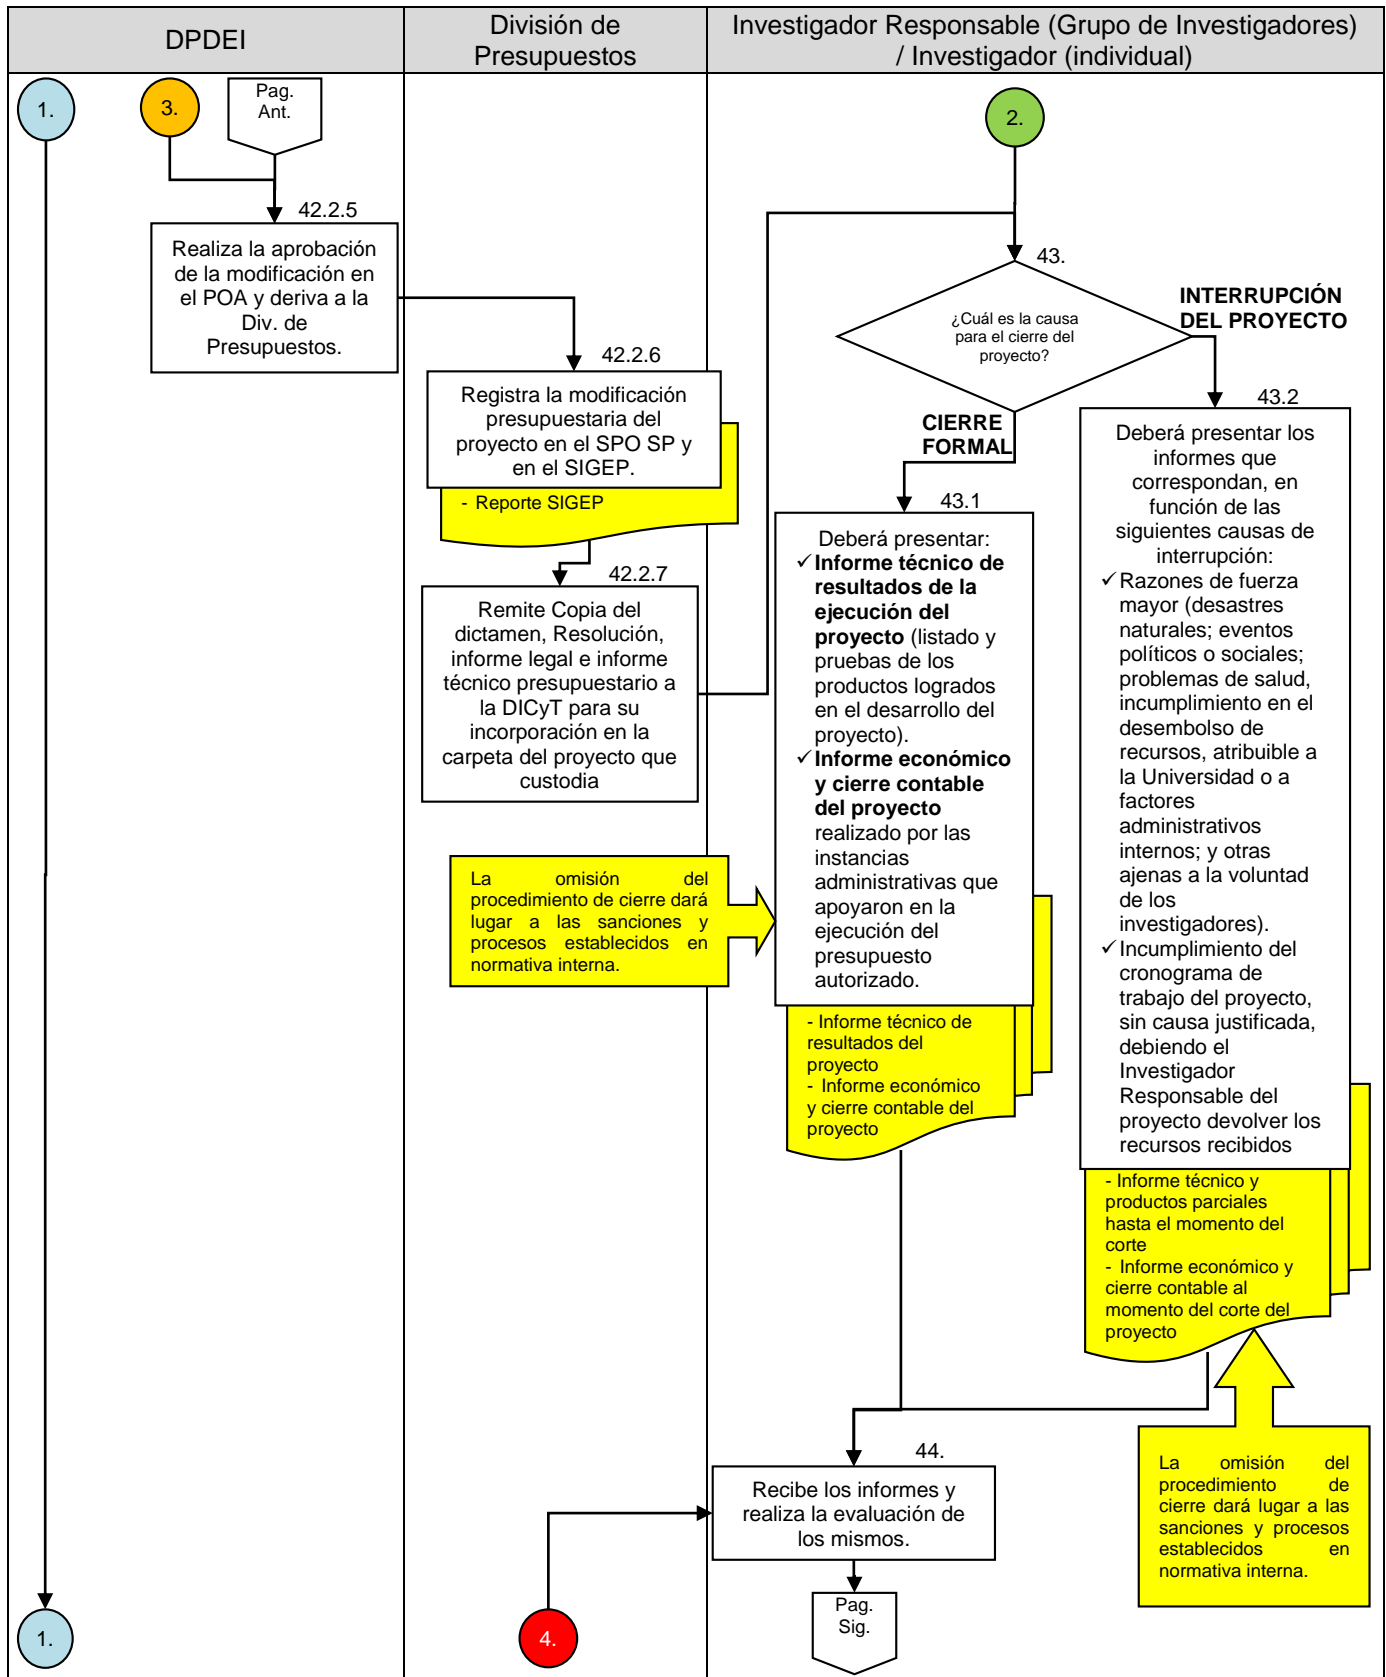 DPDEI
División de
Presupuestos
Investigador Responsable (Grupo de Investigadores)
/ Investigador (individual)
1.
3.
Pag.
Ant.
2.
42.2.5
Realiza la aprobación
de la modificación en
el POA y deriva a la
Div. de
Presupuestos.
42.2.6
Registra la modificación
presupuestaria del
proyecto en el SPO SP y
en el SIGEP.
- Reporte SIGEP
42.2.7
Remite Copia del
dictamen, Resolución,
informe legal e informe
técnico presupuestario a
la DICyT para su
incorporación en la
carpeta del proyecto que
custodia
43.
¿Cuál es la causa
para el cierre del
proyecto?
INTERRUPCIÓN
DEL PROYECTO
CIERRE
FORMAL
43.1
Deberá presentar:
✓ Informe técnico de
resultados de la
ejecución del
proyecto (listado y
pruebas de los
productos logrados
en el desarrollo del
proyecto).
✓ Informe económico
y cierre contable
del proyecto
realizado por las
instancias
administrativas que
apoyaron en la
ejecución del
presupuesto
autorizado.
- Informe técnico de
resultados del
proyecto
- Informe económico
y cierre contable del
proyecto
La omisión del
procedimiento de cierre dará
lugar a las sanciones y
procesos establecidos en
normativa interna.
43.2
Deberá presentar los
informes que
correspondan, en
función de las
siguientes causas de
interrupción:
✓ Razones de fuerza
mayor (desastres
naturales; eventos
políticos o sociales;
problemas de salud,
incumplimiento en el
desembolso de
recursos, atribuible a
la Universidad o a
factores
administrativos
internos; y otras
ajenas a la voluntad
de los
investigadores).
✓ Incumplimiento del
cronograma de
trabajo del proyecto,
sin causa justificada,
debiendo el
Investigador
Responsable del
proyecto devolver los
recursos recibidos
- Informe técnico y
productos parciales
hasta el momento del
corte
- Informe económico y
cierre contable al
momento del corte del
proyecto
La omisión del
procedimiento de
cierre dará lugar a las
sanciones y procesos
establecidos en
normativa interna.
44.
Recibe los informes y
realiza la evaluación de
los mismos.
Pag.
Sig.
1.
4.